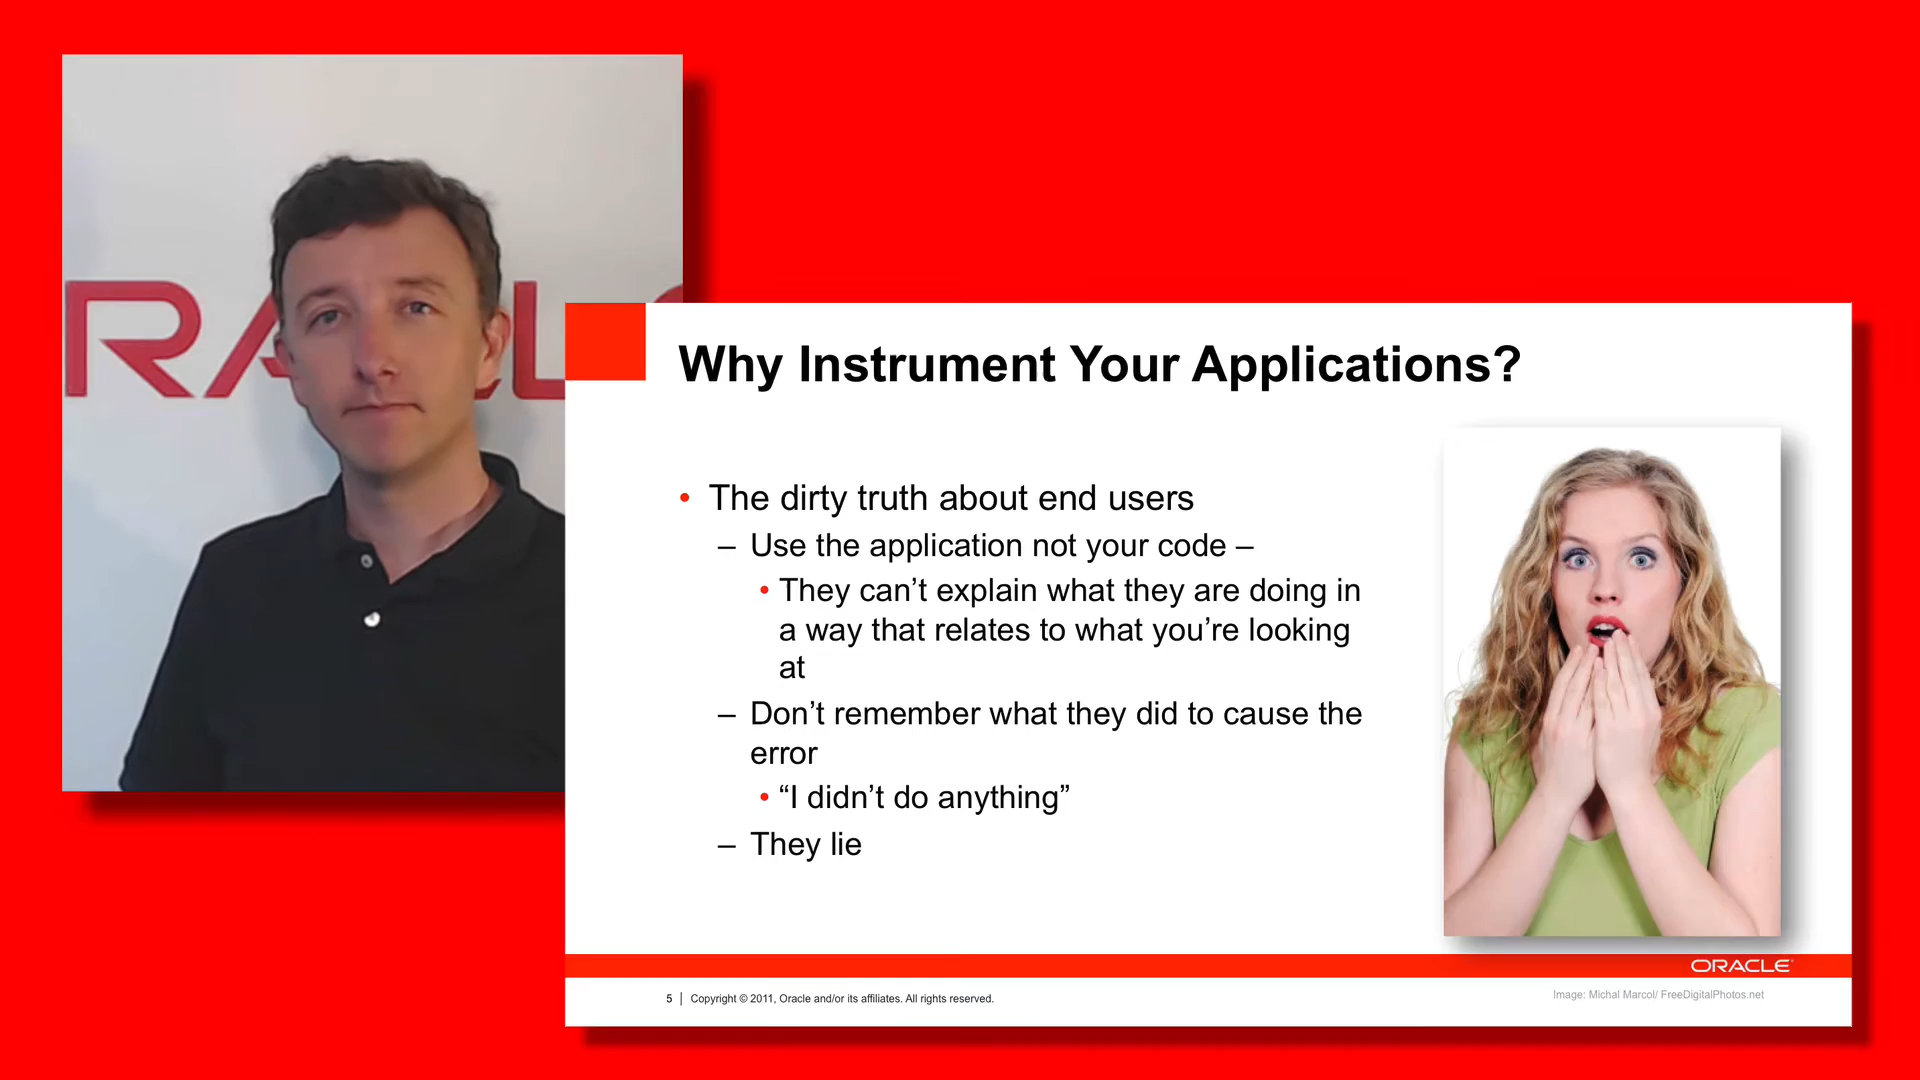 RACL
Why Instrument Your Applications?
• The dirty truth about end users
– Use the application not your code –
• They can’t explain what they are doing in
a way that relates to what you’re looking
at
– Don’t remember what they did to cause the
error
• “I didn’t do anything”
– They lie
ORACLE
5 | Copyright © 2011, Oracle and/or its affiliates. All rights reserved.
Image: Michal Marcol/ FreeDigitalPhotos.net